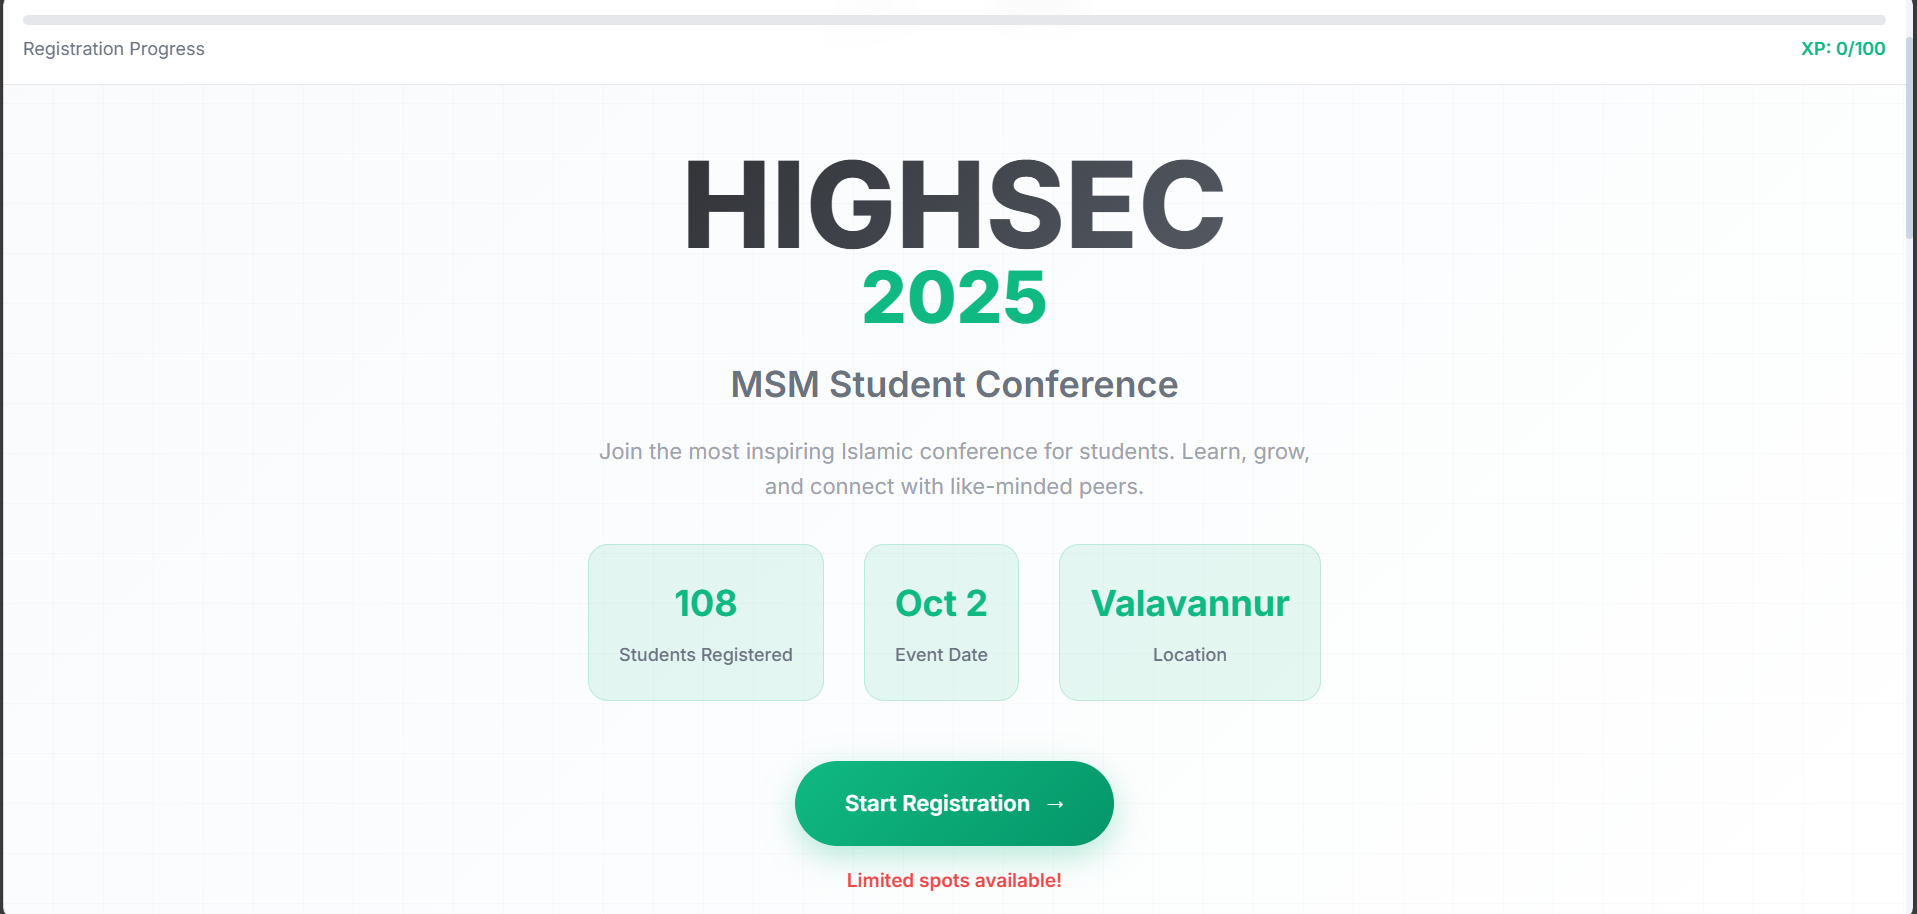 Registration Progress
XP: 0/100
HIGHSEC
2025
MSM Student Conference
Join the most inspiring Islamic conference for students. Learn, grow,
and connect with like-minded peers.
108
Students Registered
Oct 2
Event Date
Valavannur
Location
Start Registration →
Limited spots available!